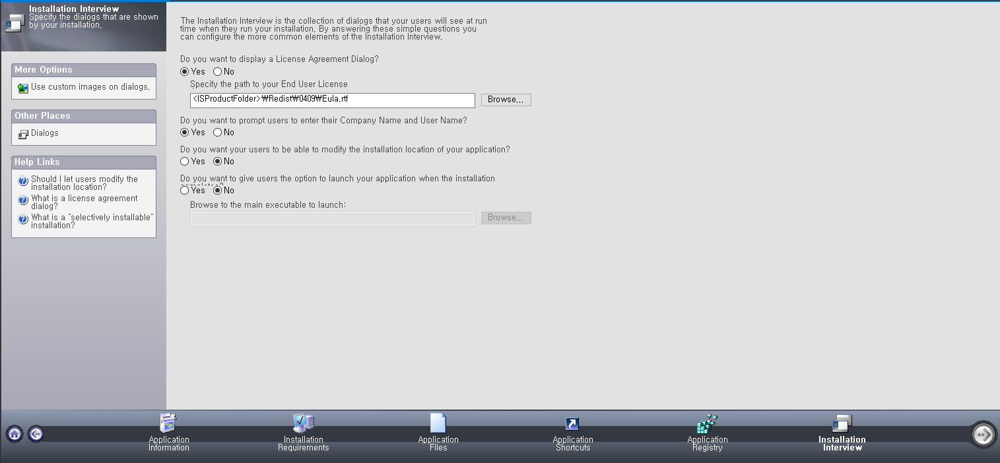 Installation Interview
Specify the dialogs that are shown
by your installation.
More Options
Use custom images on dialogs.
Other Places
Dialogs
Help Links
Should I let users modify the
installation location?
What is a license agreement
dialog?
What is a "selectively installable"
installation?
The Installation Interview is the collection of dialogs that your users will see at run
time when they run your installation. By answering these simple questions you
can configure the more common elements of the Installation Interview.
Do you want to display a License Agreement Dialog?
Yes No
Specify the path to your End User License
<ISProductFolder>₩Redist₩0409₩Eula.rtf
Browse...
Do you want to prompt users to enter their Company Name and User Name?
Yes No
Do you want your users to be able to modify the installation location of your application?
Yes No
Do you want to give users the option to launch your application when the installation
Yes No
Browse to the main executable to launch:
Browse...
Application
Information
Installation
Requirements
Application
Files
Application
Shortcuts
Application
Registry
Installation
Interview